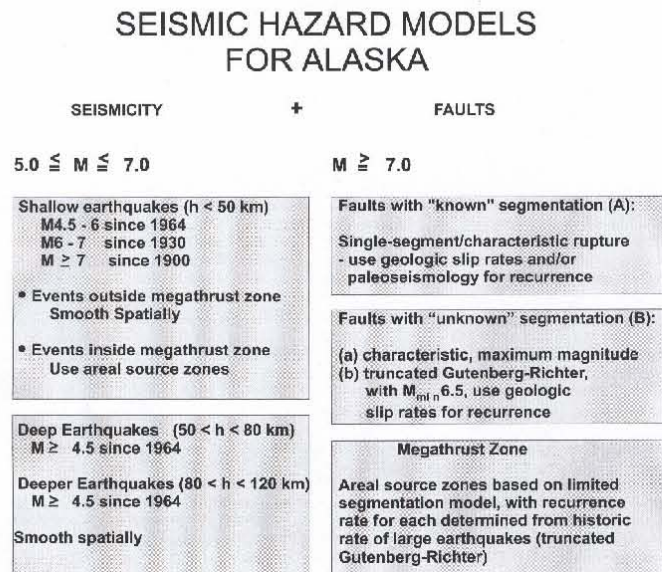 SEISMIC HAZARD MODELS
FOR ALASKA
SEISMICITY + FAULTS
5.0 ≦ M ≦ 7.0
Shallow earthquakes (h < 50 km)
M4.5 - 6 since 1964
M6 - 7 since 1930
M ≥ 7 since 1900
• Events outside megathrust zone
Smooth Spatially
• Events inside megathrust zone
Use areal source zones
Deep Earthquakes (50 < h < 80 km)
M ≥ 4.5 since 1964
Deeper Earthquakes (80 < h < 120 km)
M ≥ 4.5 since 1964
Smooth spatially
M ≧ 7.0
Faults with "known" segmentation (A):
Single-segment/characteristic rupture
- use geologic slip rates and/or
paleoseismology for recurrence
Faults with "unknown" segmentation (B):
(a) characteristic, maximum magnitude
(b) truncated Gutenberg-Richter,
with Mmin 6.5, use geologic
slip rates for recurrence
Megathrust Zone
Areal source zones based on limited
segmentation model, with recurrence
rate for each determined from historic
rate of large earthquakes (truncated
Gutenberg-Richter)